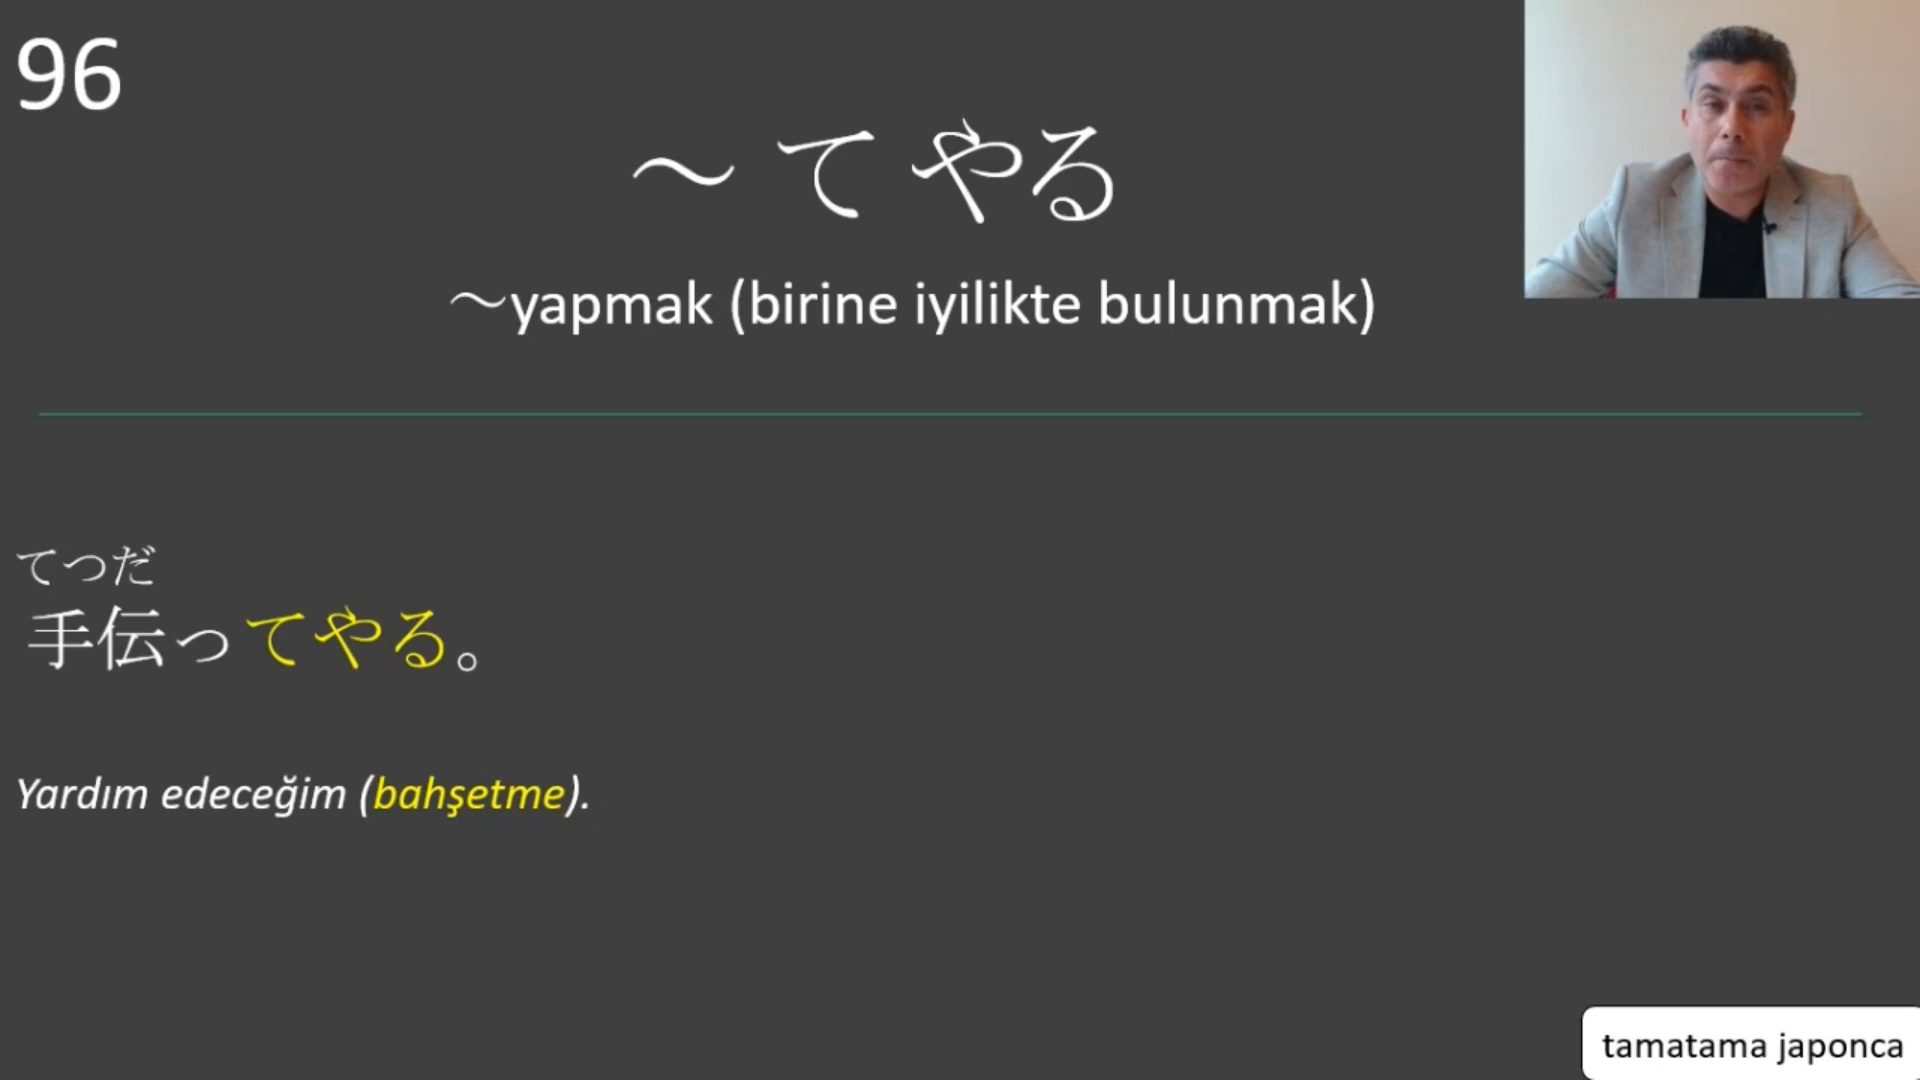 96
～て やる
～yapmak (birine iyilikte bulunmak)
てつだ
手伝ってやる。
Yardım edeceğim (bahşetme).
tamatama japonca